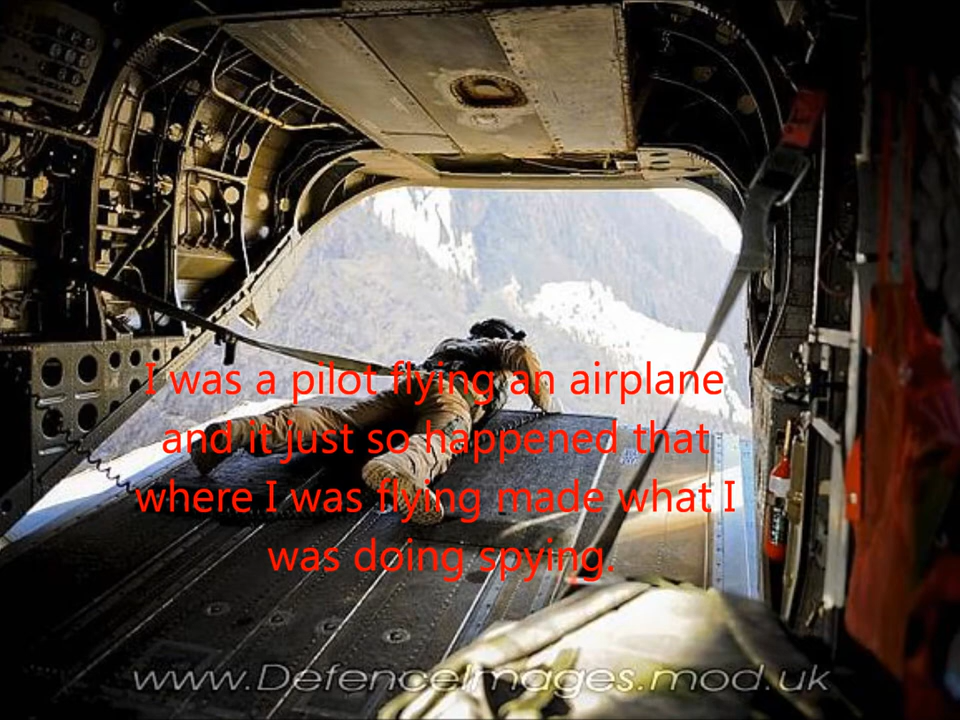 I was a pilot flying an airplane
and it just so happened that
where I was flying made what I
was doing spying.
www.DefenceImages.mod.uk